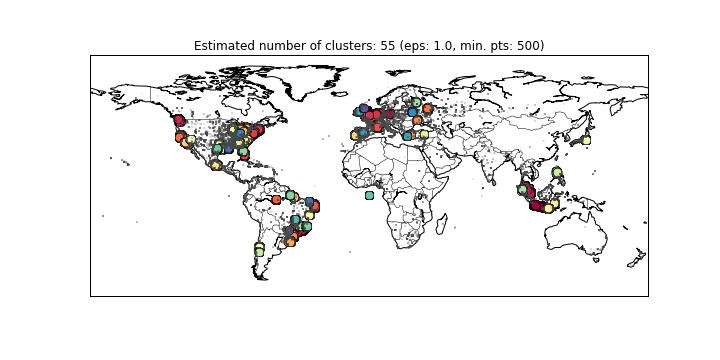 Estimated number of clusters: 55 (eps: 1.0, min. pts: 500)